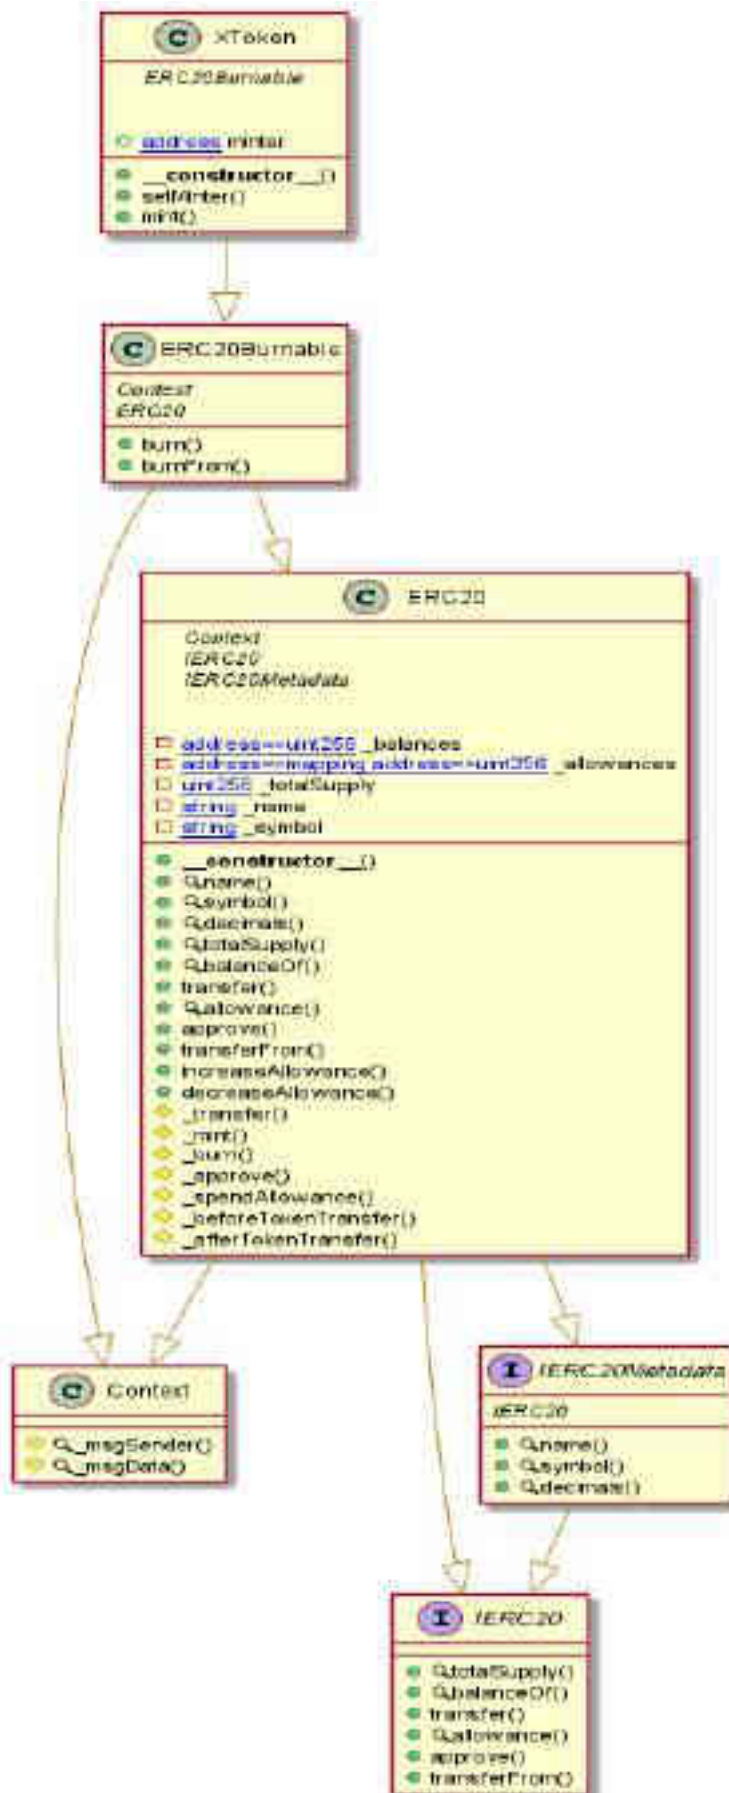 C XToken
ERC20Burnable
address minter
__constructor__()
setMinter()
mint()
C ERC20Burnable
Context
ERC20
burn()
burnFrom()
C ERC20
Context
IERC20
IERC20Metadata
address=>uint256 _balances
address=>mapping address=>uint256 _allowances
uint256 _totalSupply
string _name
string _symbol
__constructor__()
name()
symbol()
decimals()
totalSupply()
balanceOf()
transfer()
allowance()
approve()
transferFrom()
increaseAllowance()
decreaseAllowance()
_transfer()
_mint()
_burn()
_approve()
_spendAllowance()
_beforeTokenTransfer()
_afterTokenTransfer()
C Context
_msgSender()
_msgData()
I IERC20Metadata
IERC20
name()
symbol()
decimals()
I IERC20
totalSupply()
balanceOf()
transfer()
allowance()
approve()
transferFrom()